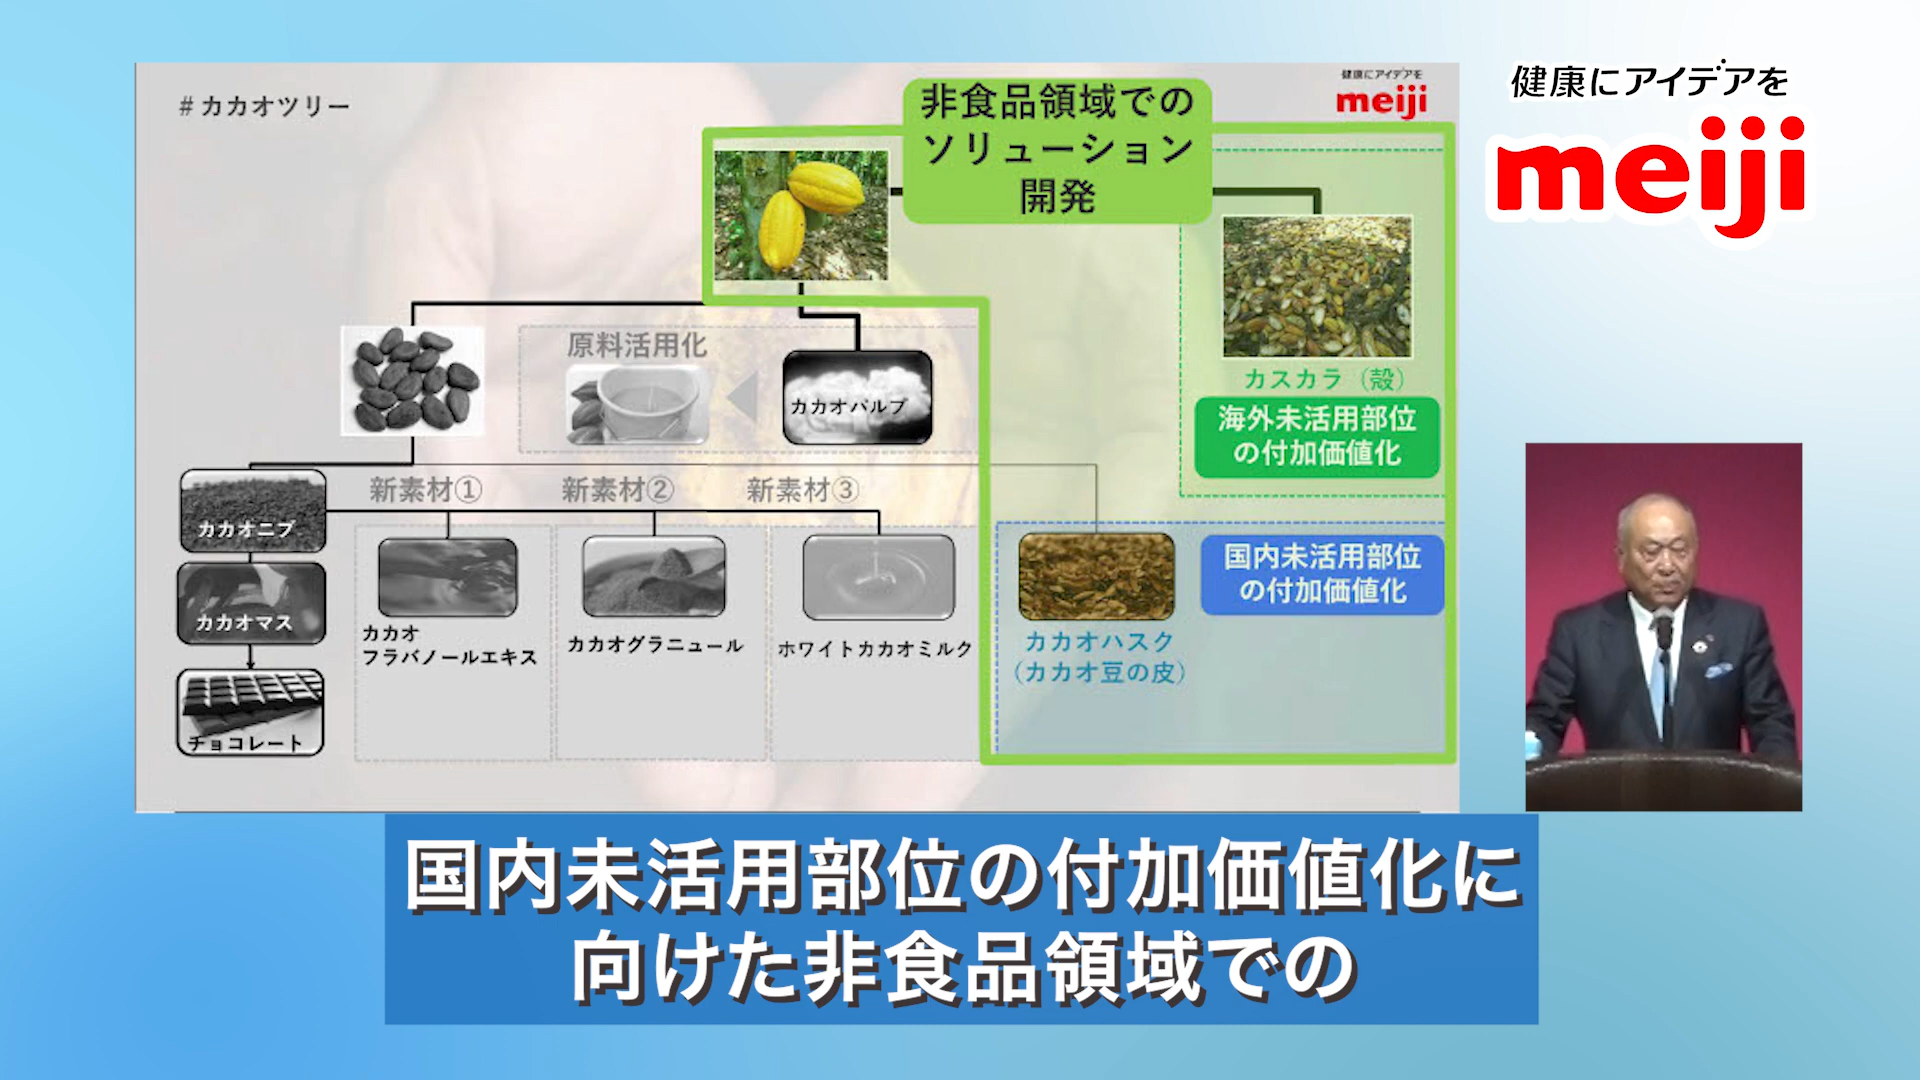 #カカオツリー
非食品領域での
ソリューション
開発
健康にアイデアを
meiji
健康にアイデアを
meiji
原料活用化
カカオパルプ
カスカラ（殻）
海外未活用部位
の付加価値化
新素材①
新素材②
新素材③
カカオニブ
カカオマス
チョコレート
カカオ
フラバノールエキス
カカオグラニュール
ホワイトカカオミルク
カカオハスク
（カカオ豆の皮）
国内未活用部位
の付加価値化
国内未活用部位の付加価値化に
向けた非食品領域での